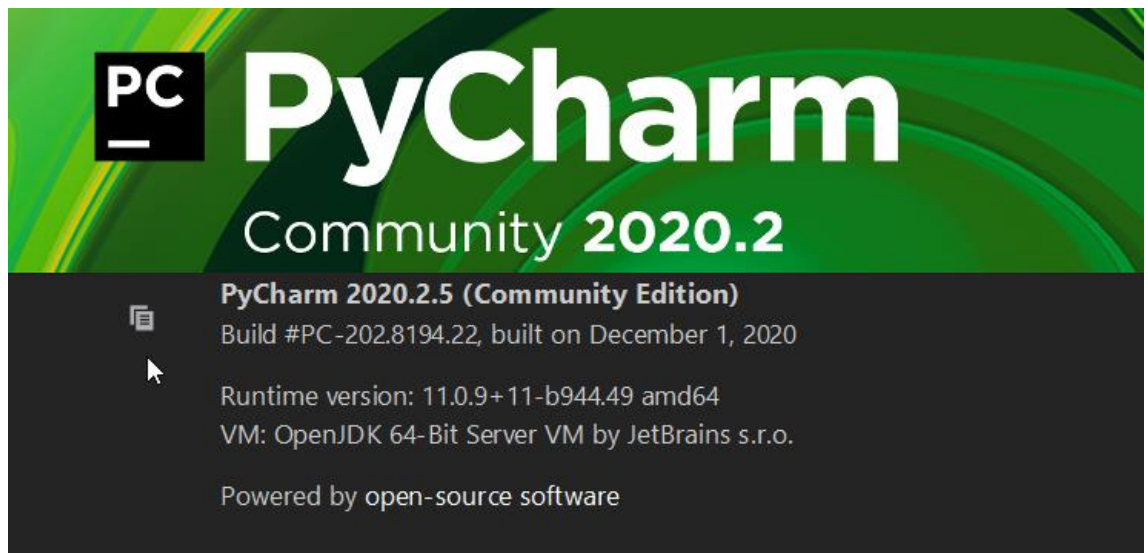 PC
PyCharm
Community 2020.2
PyCharm 2020.2.5 (Community Edition)
Build #PC-202.8194.22, built on December 1, 2020
Runtime version: 11.0.9+11-b944.49 amd64
VM: OpenJDK 64-Bit Server VM by JetBrains s.r.o.
Powered by open-source software